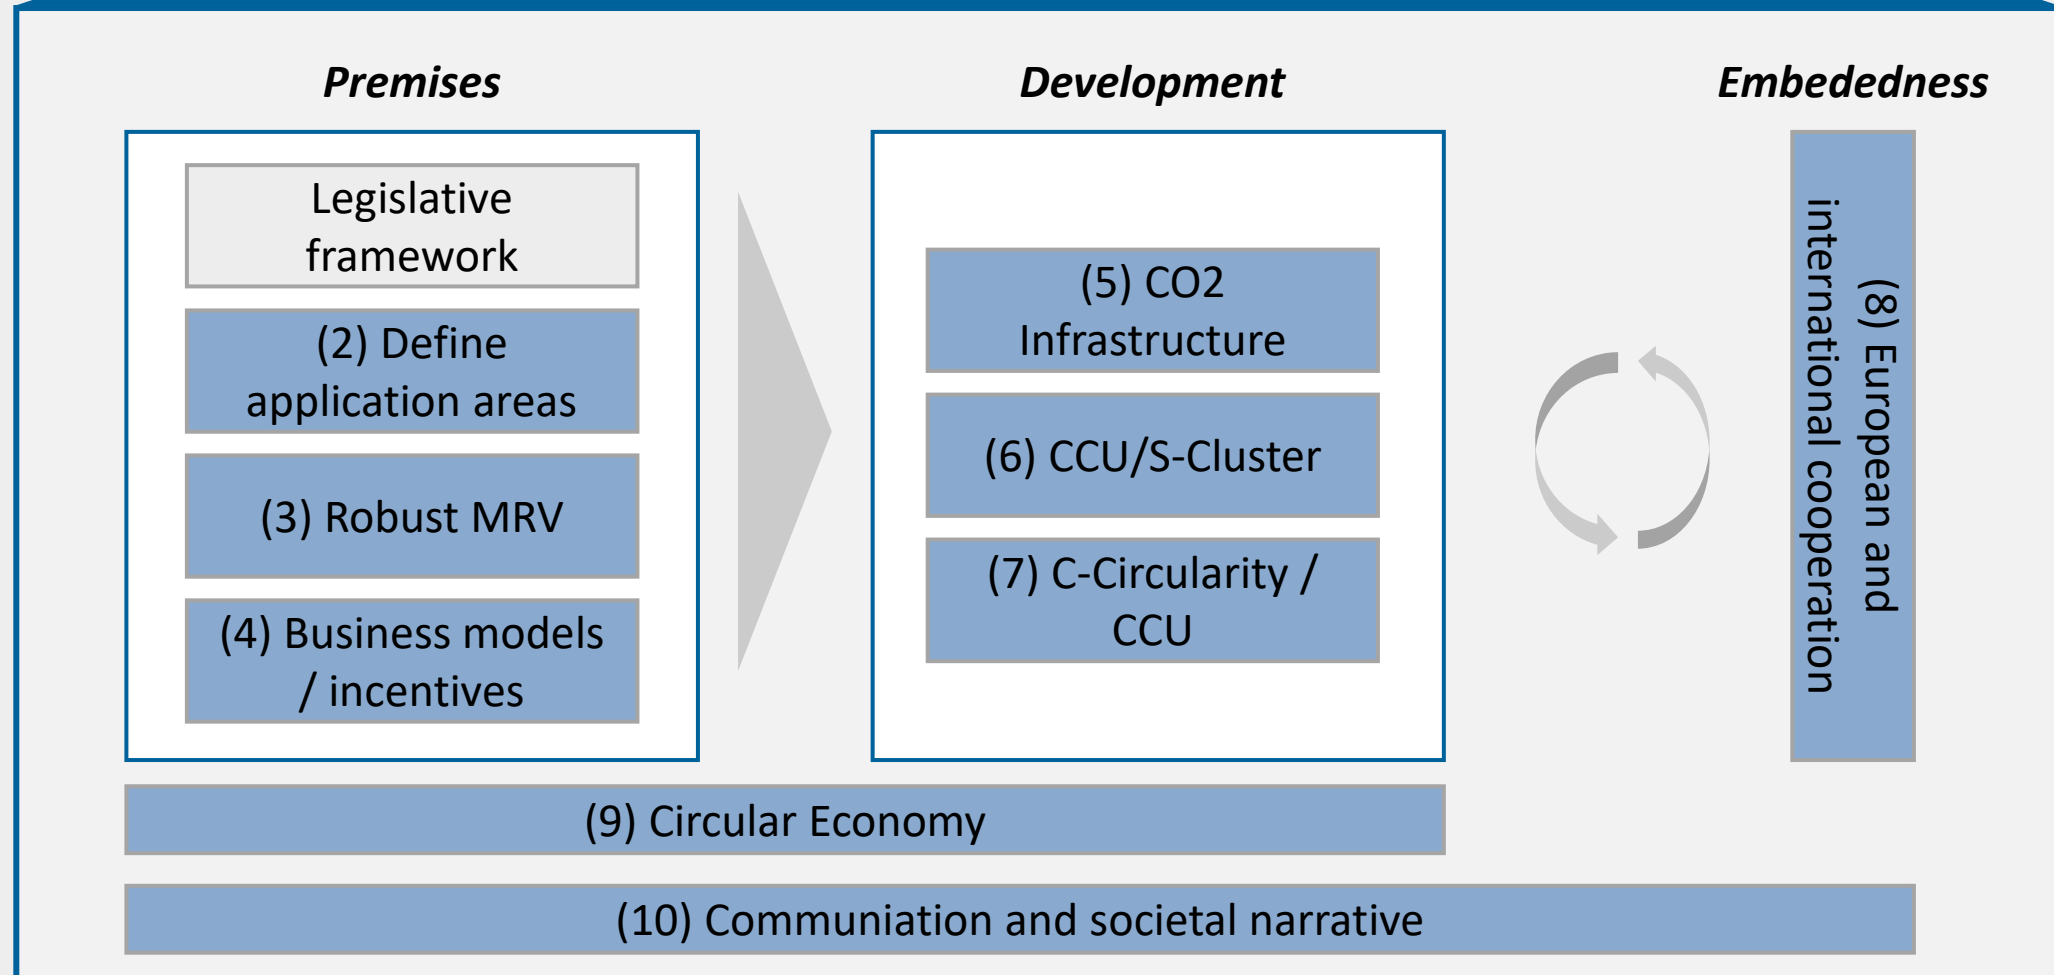 Premises
Development
Embededness
Legislative
framework
(2) Define
application areas
(3) Robust MRV
(4) Business models
/ incentives
(5) CO2
Infrastructure
(6) CCU/S-Cluster
(7) C-Circularity /
CCU
(8) European and
international cooperation
(9) Circular Economy
(10) Communiation and societal narrative